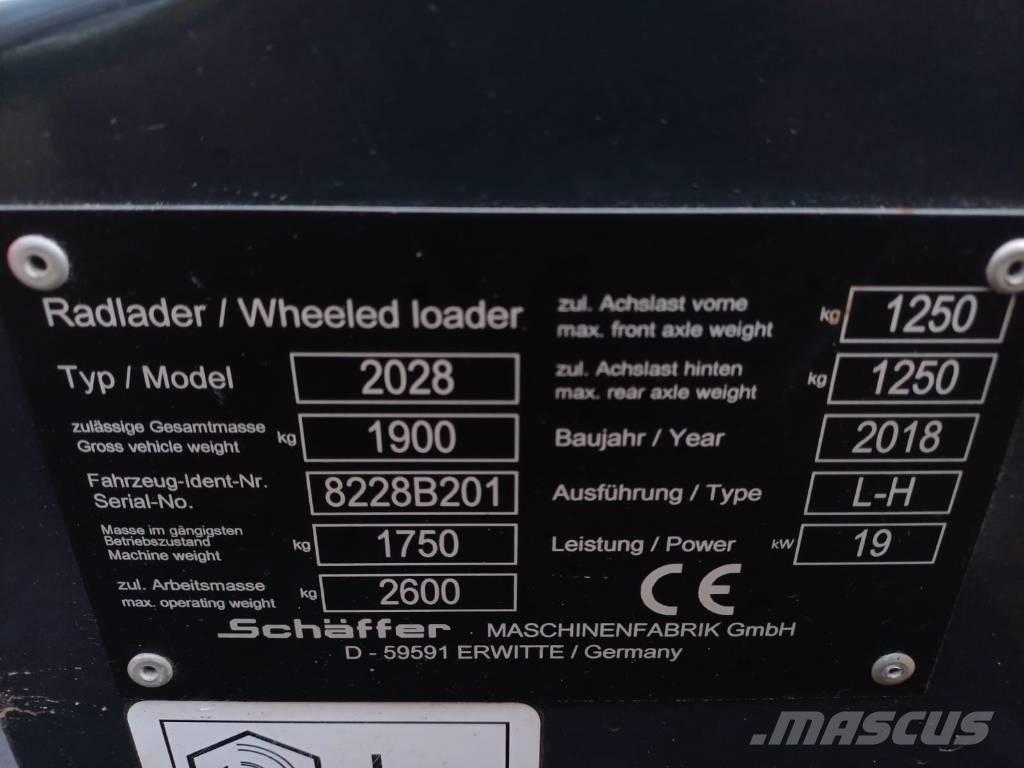 Radlader / Wheeled loader
Typ / Model 2028
zulässige Gesamtmasse
Gross vehicle weight kg 1900
Fahrzeug-Ident-Nr.
Serial-No. 8228B201
Masse im gängigsten
Betriebszustand
Machine weight kg 1750
zul. Arbeitsmasse
max. operating weight kg 2600
zul. Achslast vorne
max. front axle weight kg 1250
zul. Achslast hinten
max. rear axle weight kg 1250
Baujahr / Year 2018
Ausführung / Type L-H
Leistung / Power kW 19
CE
Schäffer MASCHINENFABRIK GmbH
D - 59591 ERWITTE / Germany
MASCUS